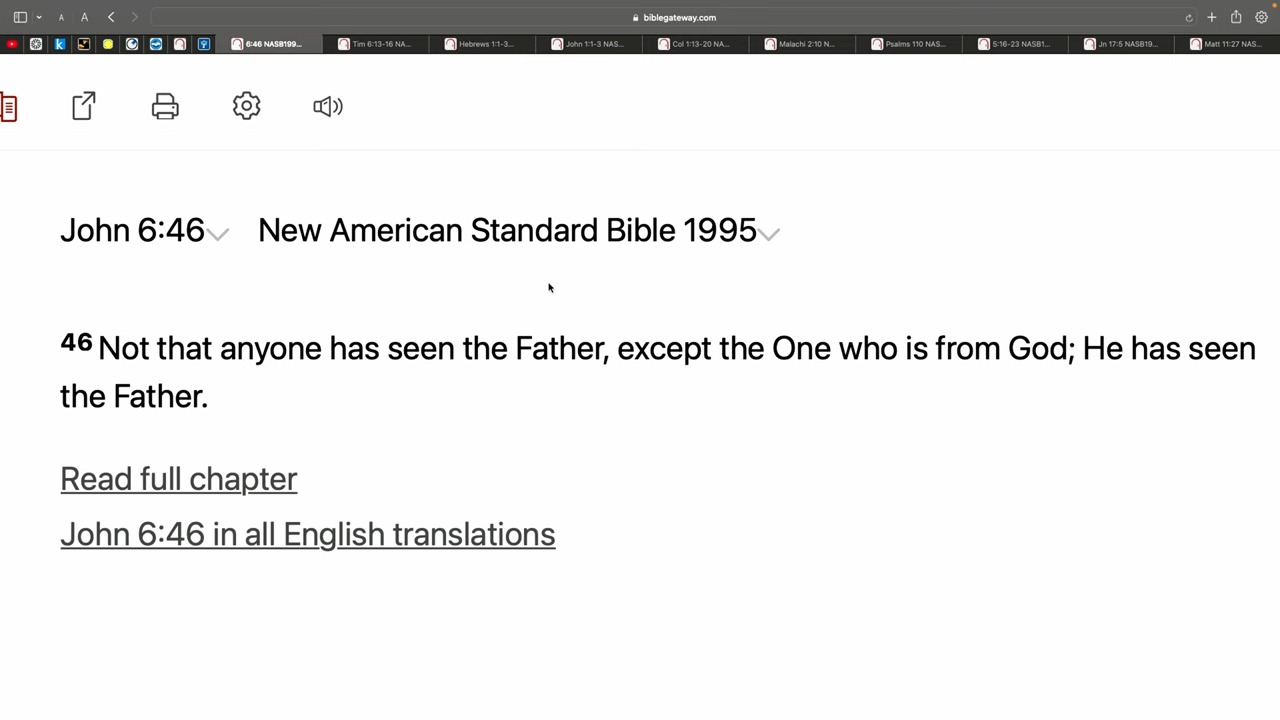 A A biblegateway.com
6:46 NASB199... Tim 6:13-16 NA... Hebrews 1:1-3... John 1:1-3 NAS... Col 1:13-20 NA... Malachi 2:10 N... Psalms 110 NAS... 5:16-23 NASB1... Jn 17:5 NASB19... Matt 11:27 NAS...
John 6:46 New American Standard Bible 1995
46 Not that anyone has seen the Father, except the One who is from God; He has seen
the Father.
Read full chapter
John 6:46 in all English translations